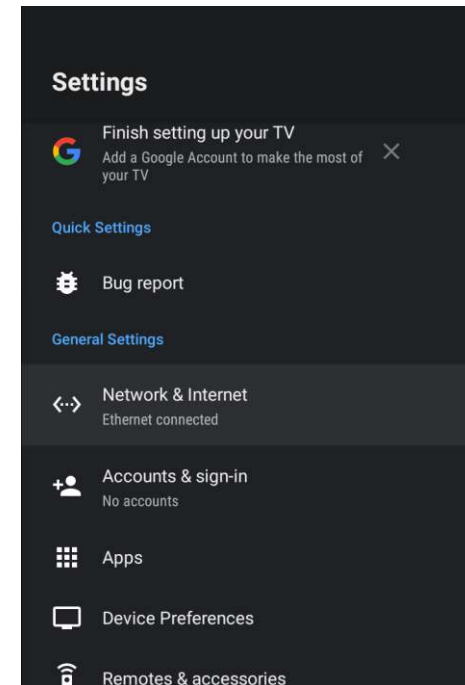 Settings
Finish setting up your TV
Add a Google Account to make the most of
your TV
Quick Settings
Bug report
General Settings
Network & Internet
Ethernet connected
Accounts & sign-in
No accounts
Apps
Device Preferences
Remotes & accessories